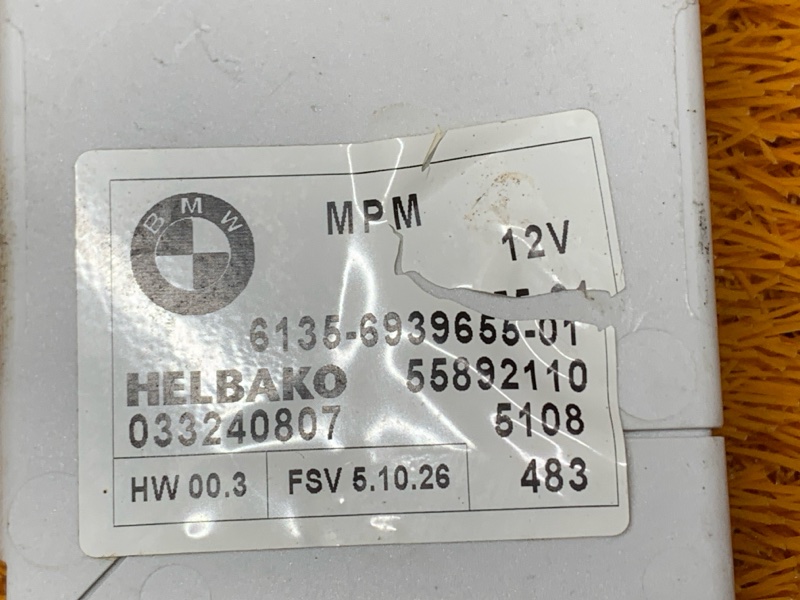 BMW
MPM
12V
6135-6939655-01
HELBAKO 55892110
033240807 5108
HW 00.3 FSV 5.10.26 483